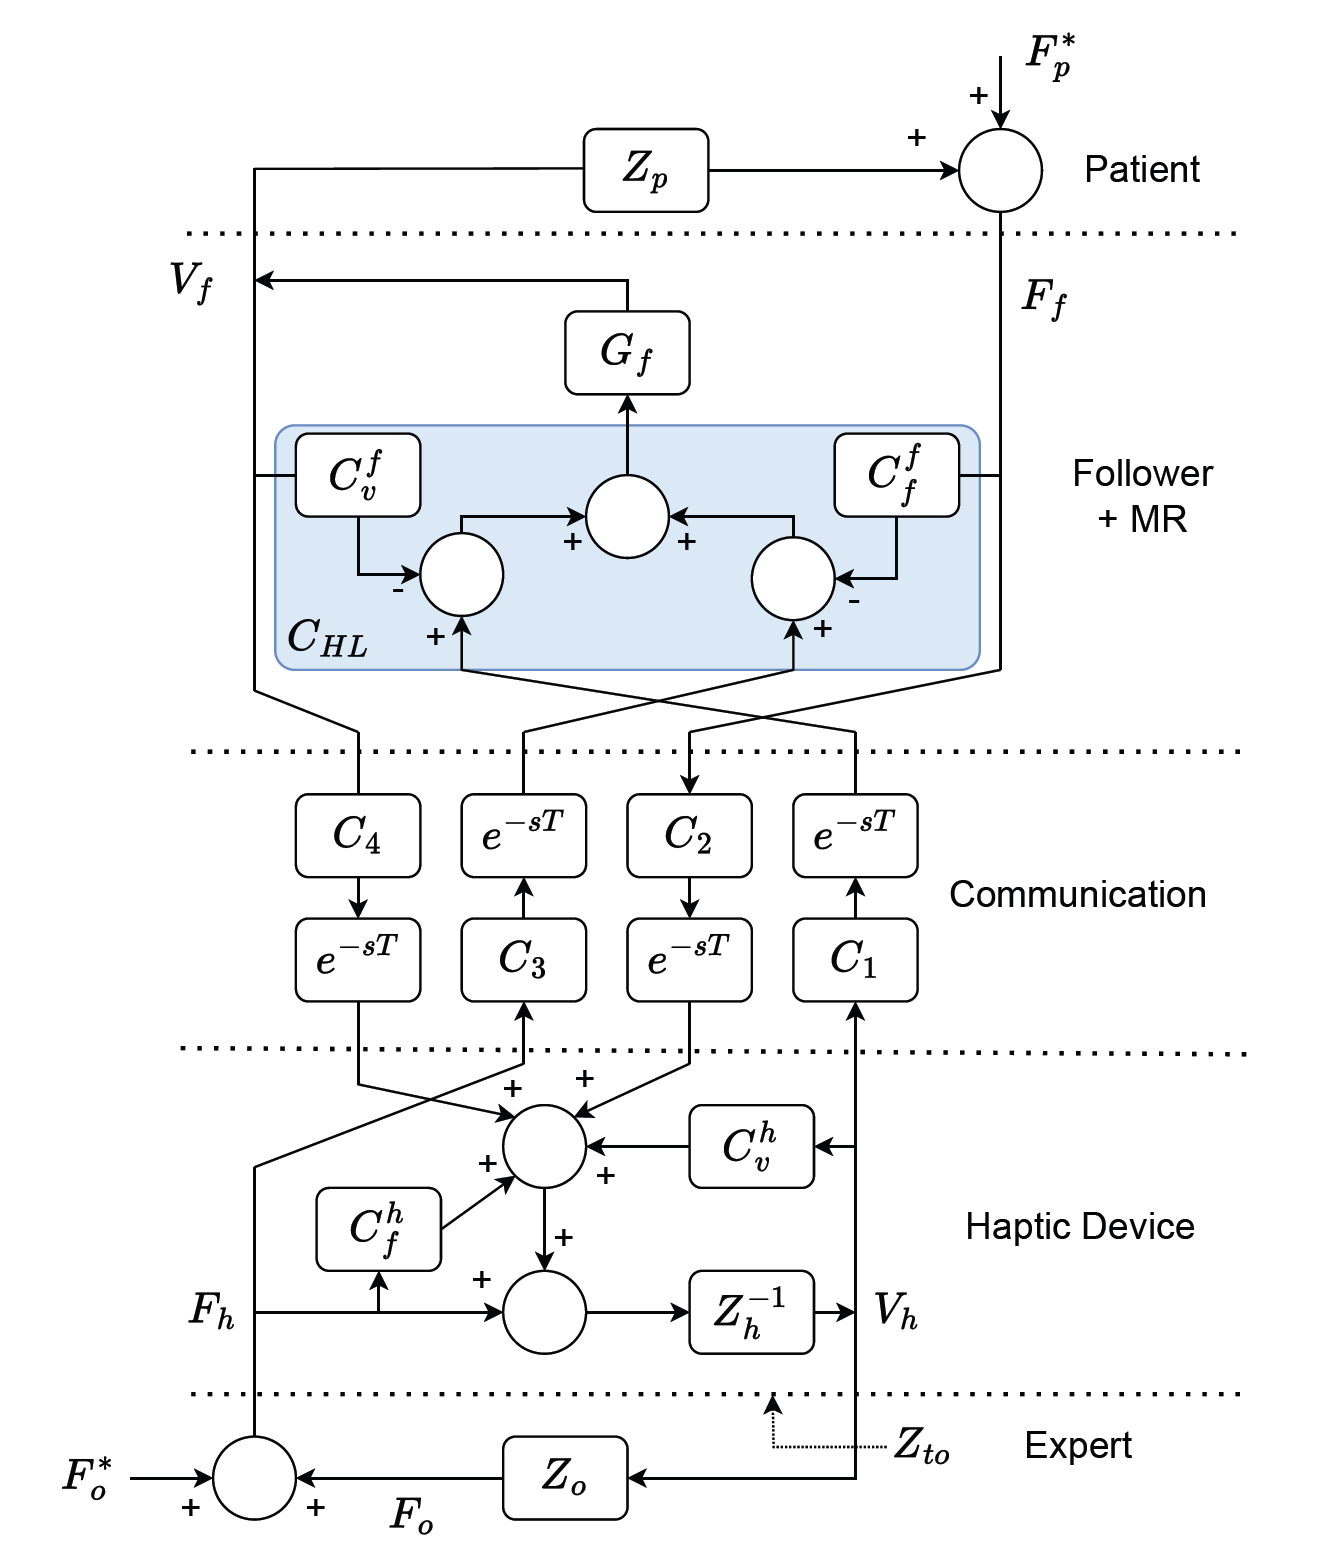 F_p^*
+
+
Z_p
Patient
V_f
F_f
G_f
C_v^f
C_f^f
Follower
+ MR
+
+
-
-
C_{HL}
+
+
C_4
e^{-sT}
C_2
e^{-sT}
Communication
e^{-sT}
C_3
e^{-sT}
C_1
+
+
C_v^h
+
+
C_f^h
Haptic Device
+
+
F_h
Z_h^{-1}
V_h
Z_{to}
Expert
F_o^*
Z_o
+
+
F_o